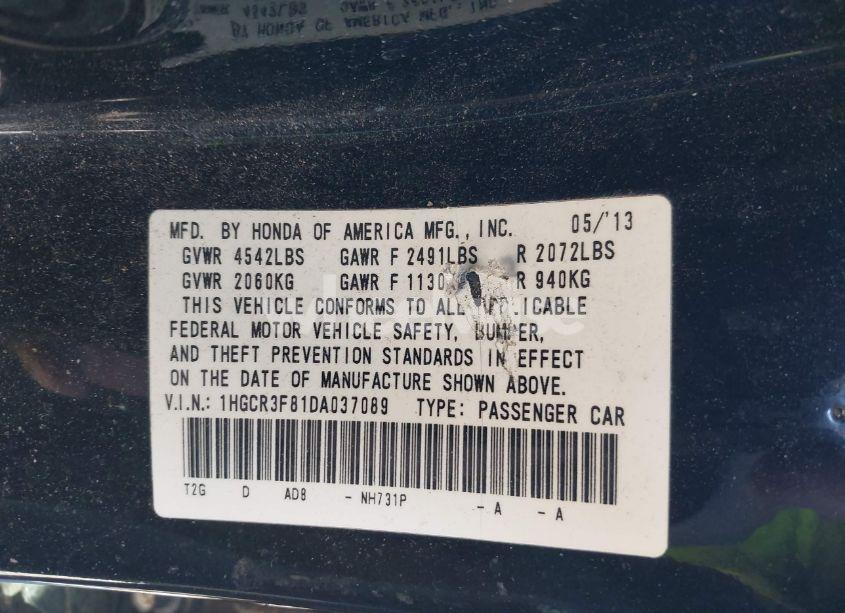 MFD. BY HONDA OF AMERICA MFG., INC. 05/'13
GVWR 4542LBS GAWR F 2491LBS R 2072LBS
GVWR 2060KG GAWR F 1130 R 940KG
THIS VEHICLE CONFORMS TO ALL APPLICABLE
FEDERAL MOTOR VEHICLE SAFETY, BUMPER,
AND THEFT PREVENTION STANDARDS IN EFFECT
ON THE DATE OF MANUFACTURE SHOWN ABOVE.
V.I.N.: 1HGCR3F81DA037089 TYPE: PASSENGER CAR
T2G D AD8 - NH731P - A - A